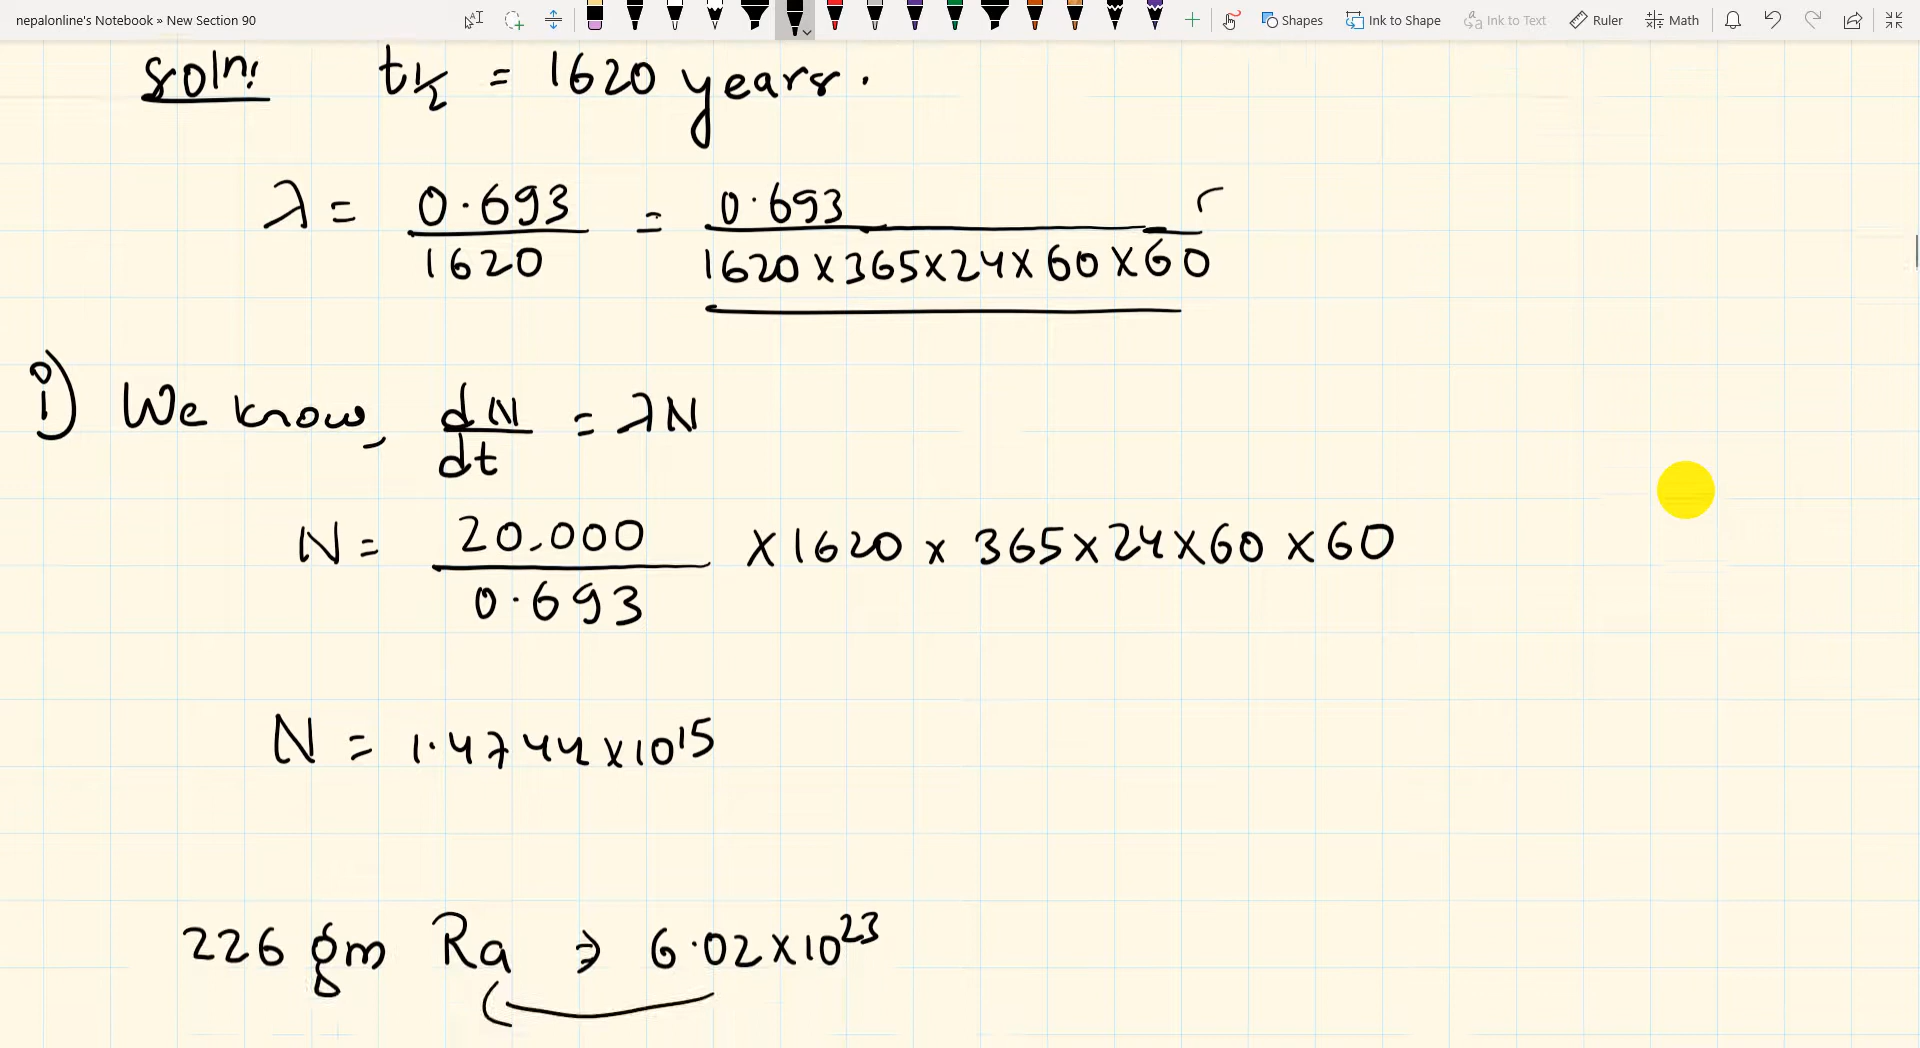 nepalonline's Notebook » New Section 90
Shapes Ink to Shape Ink to Text Ruler Math
soln: t½ = 1620 years.
λ = 0.693/1620 = 0.693/1620×365×24×60×60
i) We know, dN/dt = λN
N = 20,000/0.693 ×1620 × 365×24×60×60
N = 1.4744×10¹⁵
226 gm Ra ⇒ 6.02×10²³